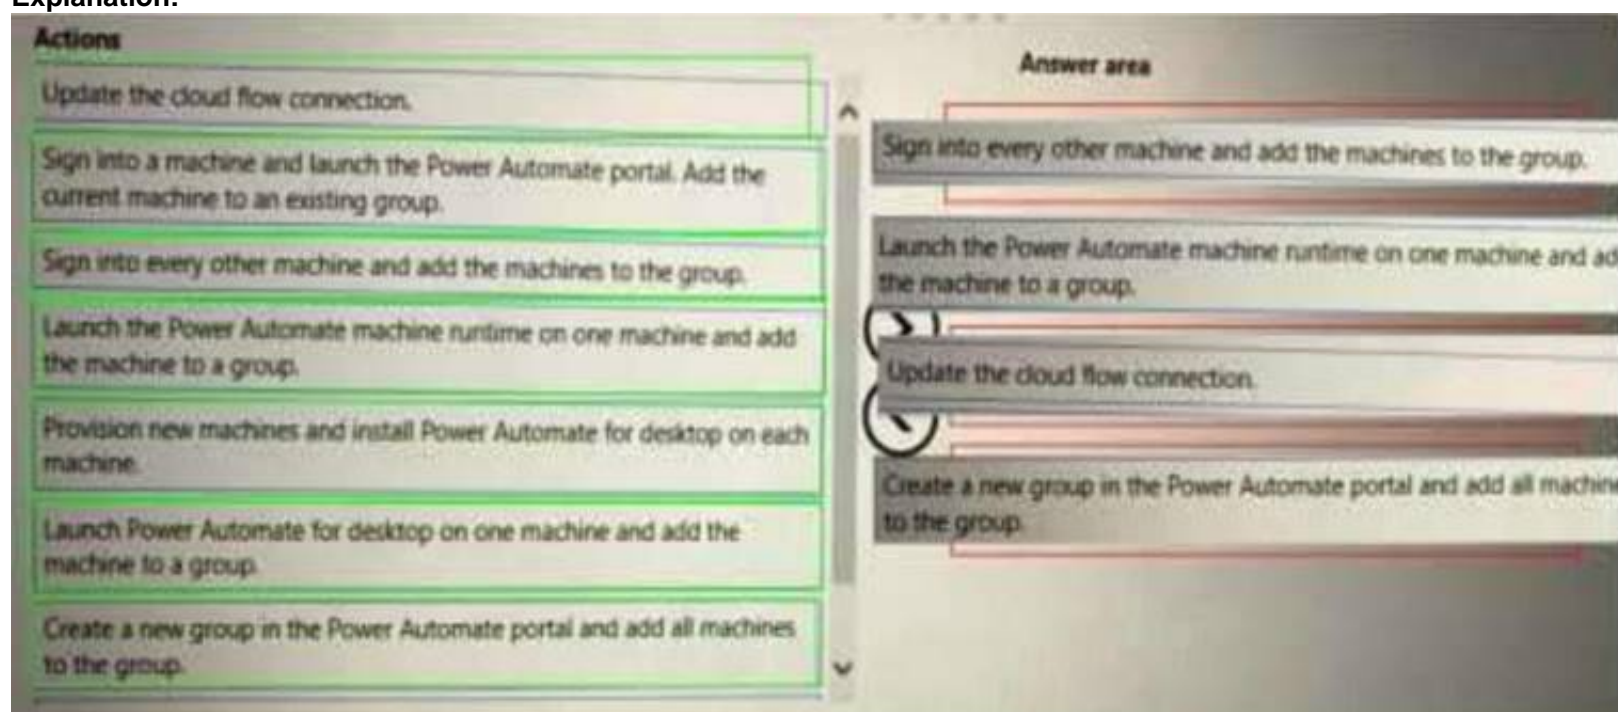 Explanation:
Actions
Update the cloud flow connection.
Sign into a machine and launch the Power Automate portal. Add the
current machine to an existing group.
Sign into every other machine and add the machines to the group.
Launch the Power Automate machine runtime on one machine and add
the machine to a group.
Provision new machines and install Power Automate for desktop on each
machine.
Launch Power Automate for desktop on one machine and add the
machine to a group.
Create a new group in the Power Automate portal and add all machines
to the group.
Answer area
Sign into every other machine and add the machines to the group.
Launch the Power Automate machine runtime on one machine and ad
the machine to a group.
Update the cloud flow connection.
Create a new group in the Power Automate portal and add all machine
to the group.